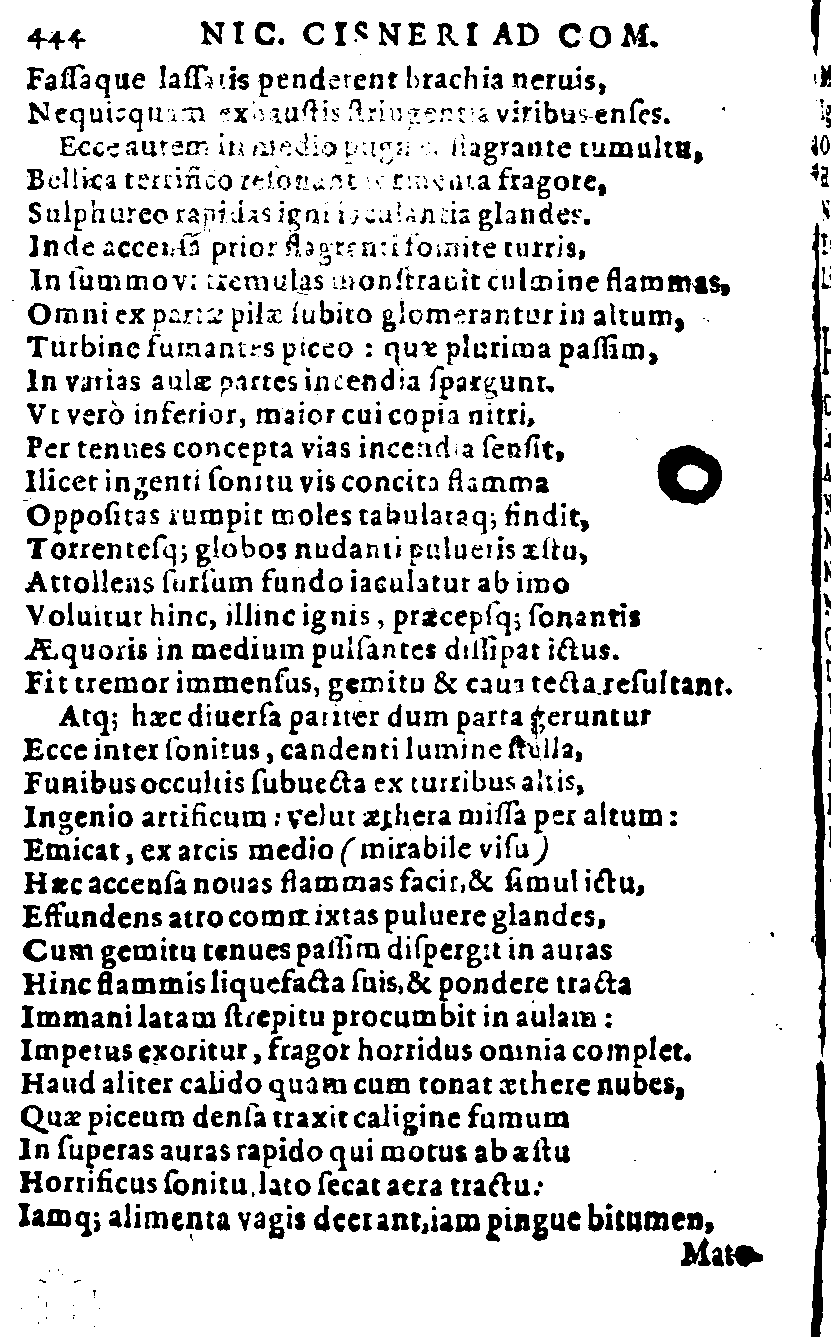 444 NIC. CISNERI AD COM.
Faſſaque laſſatis penderent brachia neruis,
Nequicquam exhauſtis ſtringentia viribus enſes.
Ecce autem in medio pugnæ flagrante tumultu,
Bellica terrifico reſonant tormenta fragore,
Sulphureo rapidas igni iaculantia glandes.
Inde accenſa prior flagrenti fomite turris,
In ſummo vt tremulas monſtrauit culmine flammas,
Omni ex parte pilæ ſubito glomerantur in altum,
Turbine fumantes piceo : quæ plurima paſſim,
In varias aulæ partes incendia ſpargunt.
Vt verò inferior, maior cui copia nitri,
Per tenues concepta vias incendia ſenſit,
Ilicet ingenti ſonitu vis concita flamma
Oppoſitas rumpit moles tabulataq; findit,
Torrenteſq; globos nudanti pulueris æſtu,
Attollens ſurſum fundo iaculatur ab imo
Voluitur hinc, illinc ignis, præcepſq; ſonantis
Æquoris in medium pulſantes diſſipat ictus.
Fit tremor immenſus, gemitu & caua tecta reſultant.
Atq; hæc diuerſa pariter dum parta geruntur
Ecce inter ſonitus, candenti lumine ſtella,
Funibus occultis ſubuecta ex turribus altis,
Ingenio artificum : velut æthera miſſa per altum :
Emicat, ex arcis medio (mirabile viſu)
Hæc accenſa nouas flammas facit, & ſimul ictu,
Effundens atro commixtas puluere glandes,
Cum gemitu tenues paſſim diſpergit in auras
Hinc flammis liquefacta ſuis, & pondere tracta
Immani latam ſtrepitu procumbit in aulam :
Impetus exoritur, fragor horridus omnia complet.
Haud aliter calido quam cum tonat æthere nubes,
Quæ piceum denſa traxit caligine fumum
In ſuperas auras rapido qui motus ab æſtu
Horrificus ſonitu, lato ſecat aera tractu:
Iamq; alimenta vagis deerant, iam pingue bitumen,